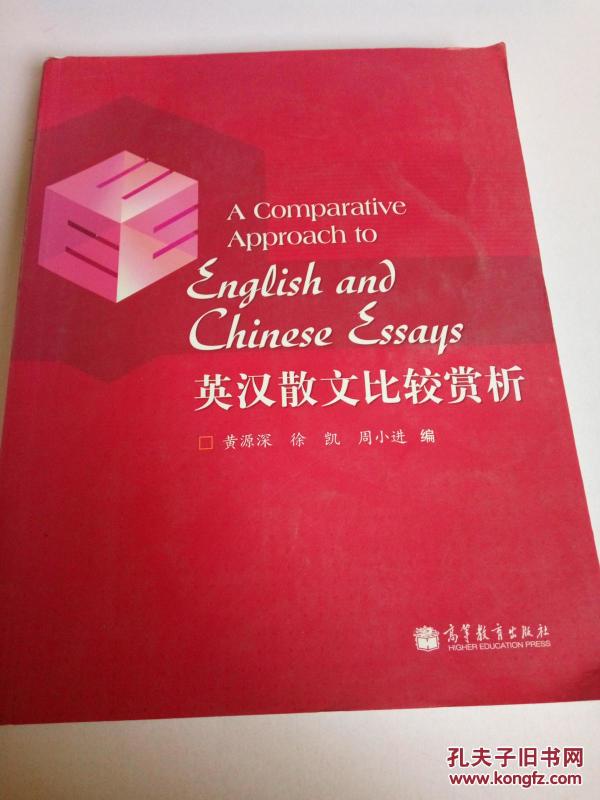 A Comparative
Approach to
English and
Chinese Essays
英汉散文比较赏析
黄源深 徐 凯 周小进 编
高等教育出版社
HIGHER EDUCATION PRESS
孔夫子旧书网
www.kongfz.com